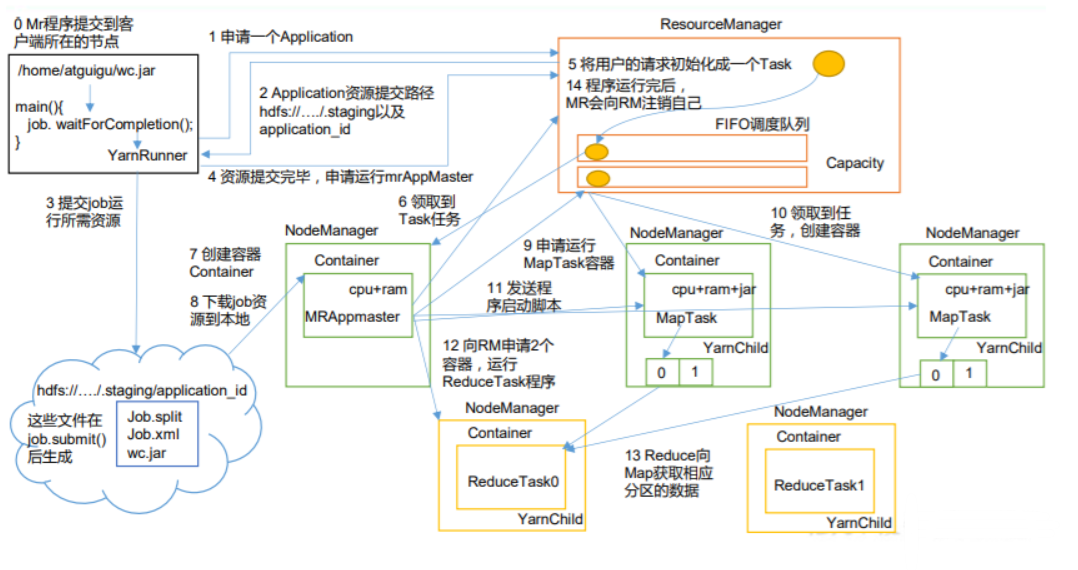 0 Mr程序提交到客
户端所在的节点
/home/atguigu/wc.jar
main(){
job. waitForCompletion();
}
YarnRunner
1 申请一个Application
2 Application资源提交路径
hdfs://…./.staging以及
application_id
4 资源提交完毕，申请运行mrAppMaster
ResourceManager
5 将用户的请求初始化成一个Task
14 程序运行完后，
MR会向RM注销自己
FIFO调度队列
Capacity
3 提交job运
行所需资源
6 领取到
Task任务
7 创建容器
Container
8 下载job资
源到本地
NodeManager
Container
cpu+ram
MRAppmaster
9 申请运行
MapTask容器
11 发送程
序启动脚本
NodeManager
Container
cpu+ram+jar
MapTask
YarnChild
0
1
10 领取到任
务，创建容器
NodeManager
Container
cpu+ram+jar
MapTask
YarnChild
0
1
hdfs://…./.staging/application_id
这些文件在
job.submit()
后生成
Job.split
Job.xml
wc.jar
12 向RM申请2个
容器，运行
ReduceTask程序
NodeManager
Container
ReduceTask0
YarnChild
13 Reduce向
Map获取相应
分区的数据
NodeManager
Container
ReduceTask1
YarnChild